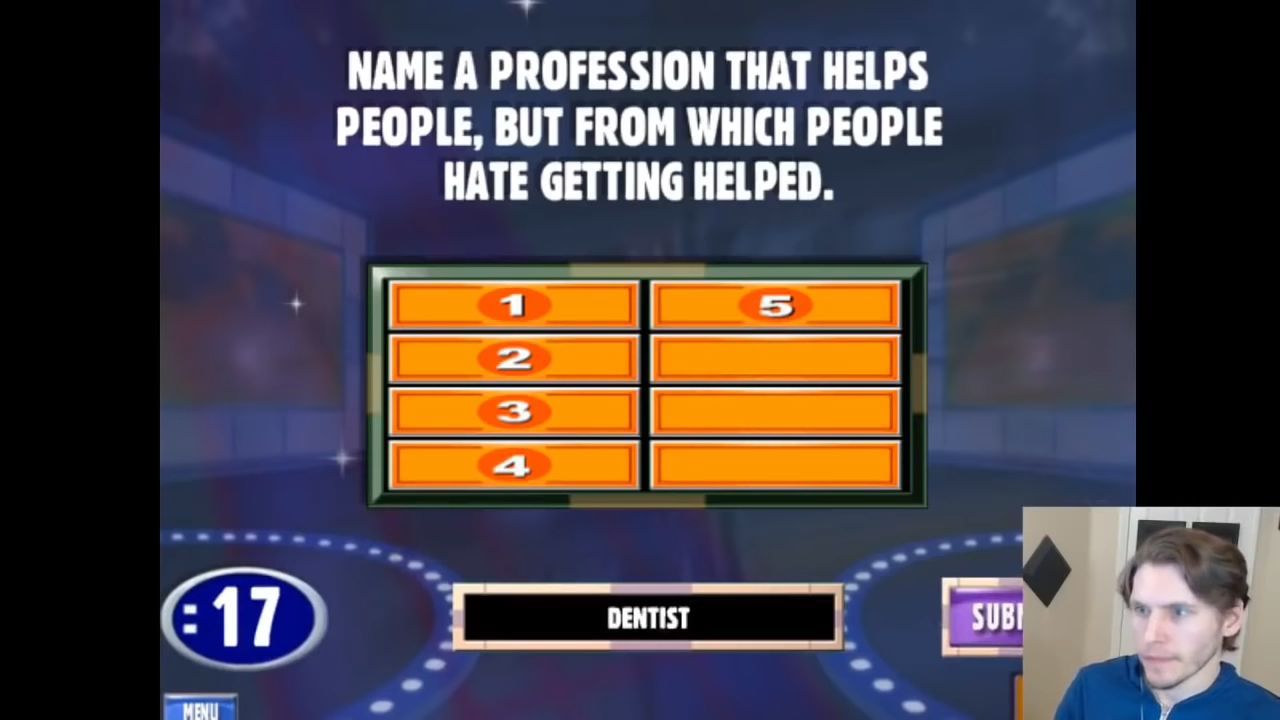 NAME A PROFESSION THAT HELPS
PEOPLE, BUT FROM WHICH PEOPLE
HATE GETTING HELPED.
1
5
2
3
4
:17
DENTIST
SUB
MENU